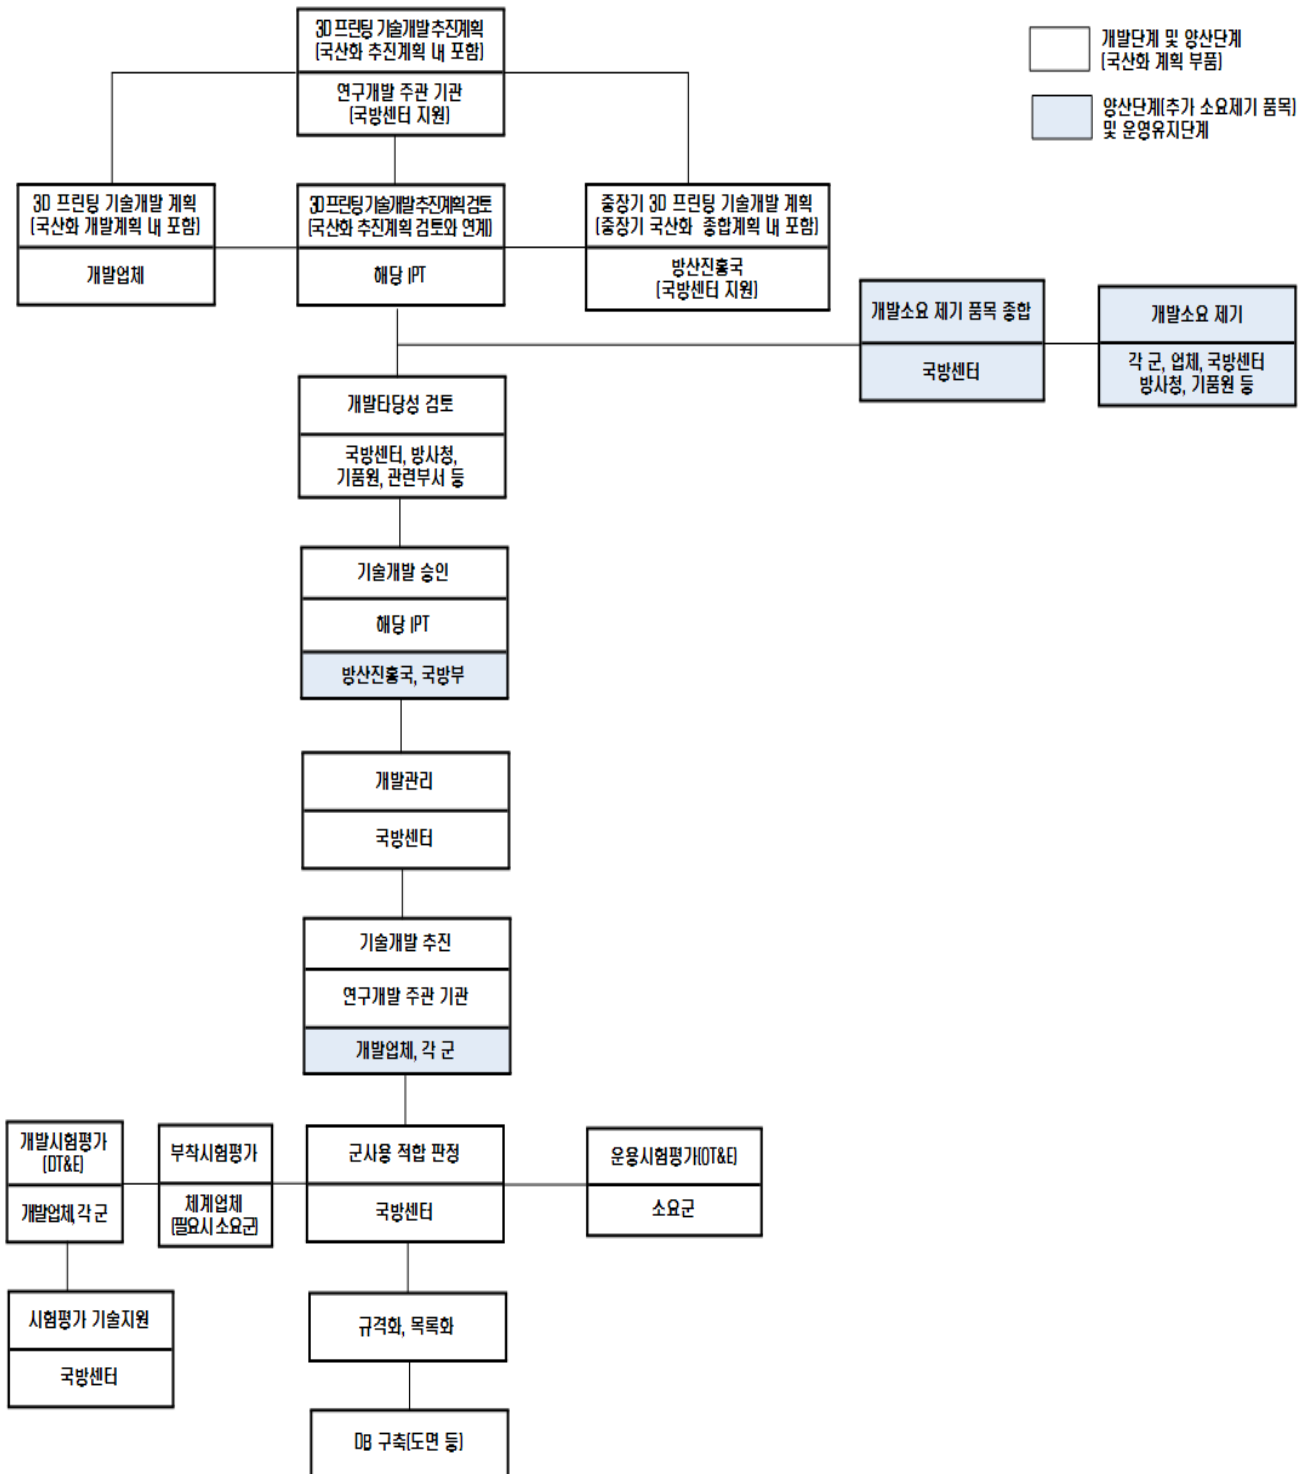 3D 프린팅 기술개발 추진계획
(국산화 추진계획 내 포함)
연구개발 주관 기관
(국방센터 지원)
개발단계 및 양산단계
(국산화 계획 부품)
양산단계(추가 소요제기 품목)
및 운영유지단계
3D 프린팅 기술개발 계획
(국산화 개발계획 내 포함)
개발업체
3D 프린팅 기술개발 추진계획 검토
(국산화 추진계획 검토와 연계)
해당 IPT
중장기 3D 프린팅 기술개발 계획
(중장기 국산화 종합계획 내 포함)
방산진흥국
(국방센터 지원)
개발소요 제기 품목 종합
국방센터
개발소요 제기
각 군, 업체, 국방센터
방사청, 기품원 등
개발타당성 검토
국방센터, 방사청,
기품원, 관련부서 등
기술개발 승인
해당 IPT
방산진흥국, 국방부
개발관리
국방센터
기술개발 추진
연구개발 주관 기관
개발업체, 각 군
개발시험평가
(DT&E)
개발업체, 각 군
부착시험평가
체계업체
(필요시 소요군)
군사용 적합 판정
국방센터
운용시험평가(OT&E)
소요군
시험평가 기술지원
국방센터
규격화, 목록화
DB 구축(도면 등)